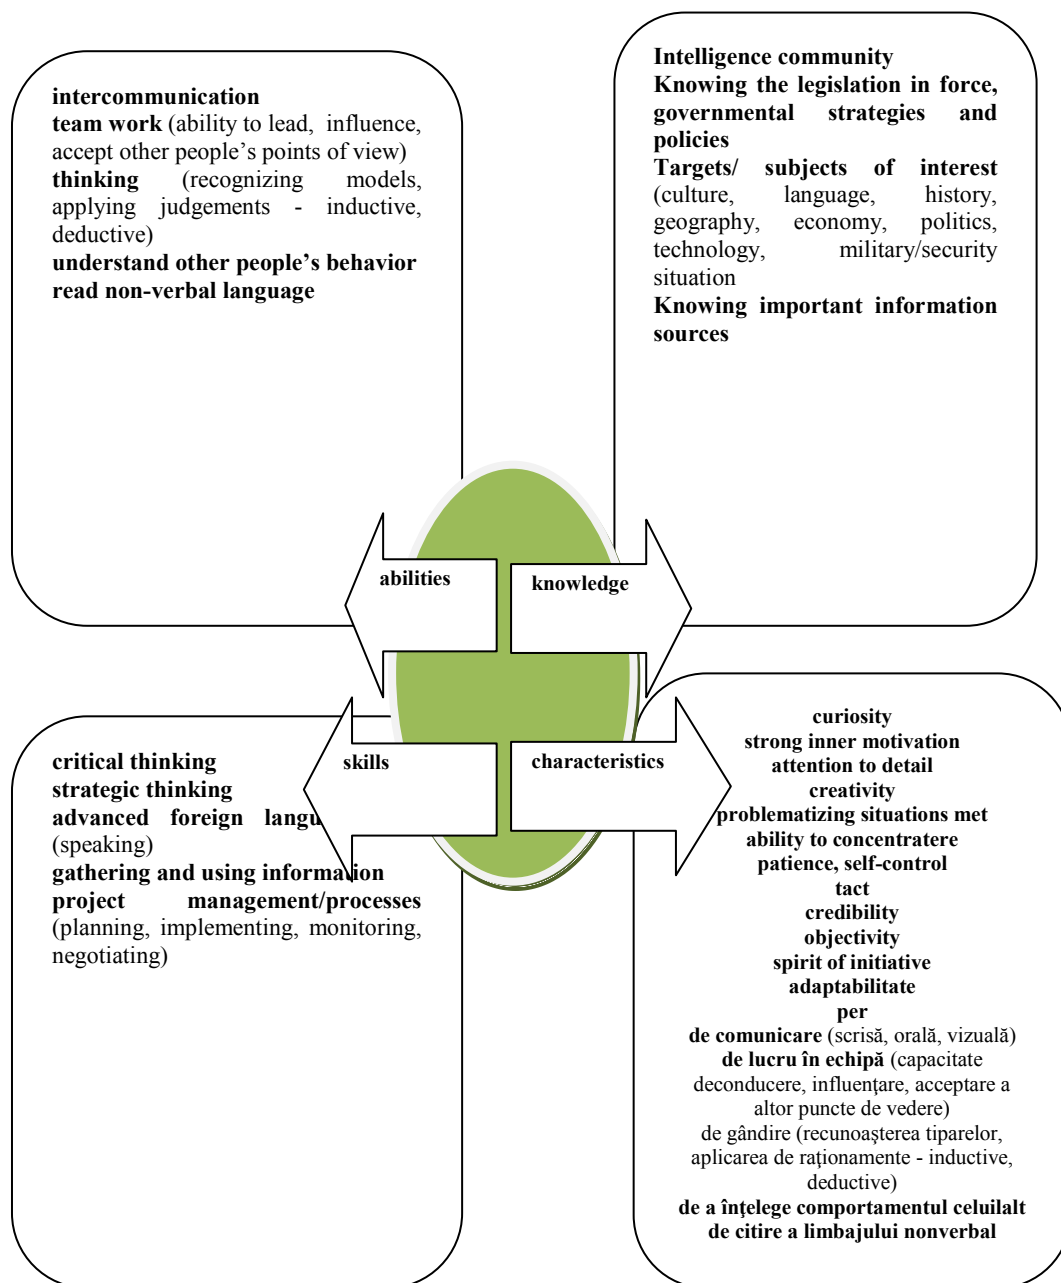 intercommunication
team work (ability to lead, influence,
accept other people's points of view)
thinking (recognizing models,
applying judgements - inductive,
deductive)
understand other people's behavior
read non-verbal language
Intelligence community
Knowing the legislation in force,
governmental strategies and
policies
Targets/ subjects of interest
(culture, language, history,
geography, economy, politics,
technology, military/security
situation
Knowing important information
sources
abilities
knowledge
critical thinking
strategic thinking
advanced foreign
(speaking)
gathering and using information
project management/processes
(planning, implementing, monitoring,
negotiating)
skills
characteristics
curiosity
strong inner motivation
attention to detail
creativity
problematizing situations met
ability to concentratere
patience, self-control
tact
credibility
objectivity
spirit of initiative
adaptabilitate
per
de comunicare (scrisă, orală, vizuală)
de lucru în echipă (capacitate
deconducere, influenţare, acceptare a
altor puncte de vedere)
de gândire (recunoaşterea tiparelor,
aplicarea de raţionamente - inductive,
deductive)
de a înţelege comportamentul celuilalt
de citire a limbajului nonverbal